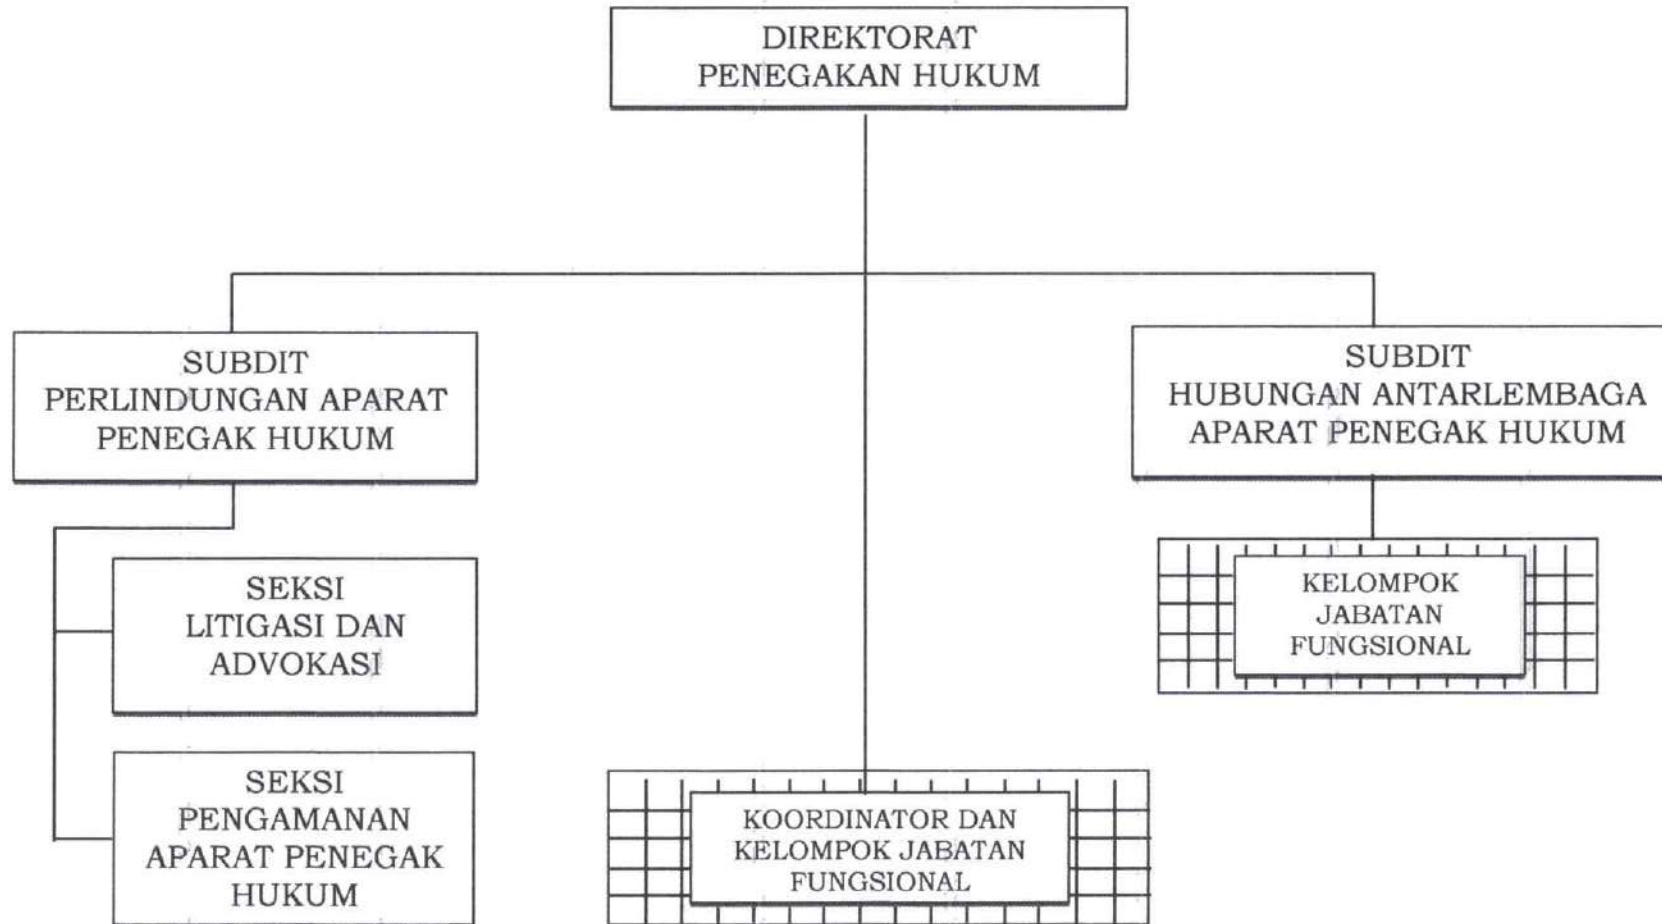 DIREKTORAT
PENEGAKAN HUKUM
SUBDIT
PERLINDUNGAN APARAT
PENEGAK HUKUM
SUBDIT
HUBUNGAN ANTARLEMBAGA
APARAT PENEGAK HUKUM
SEKSI
LITIGASI DAN
ADVOKASI
KELOMPOK
JABATAN
FUNGSIONAL
SEKSI
PENGAMANAN
APARAT PENEGAK
HUKUM
KOORDINATOR DAN
KELOMPOK JABATAN
FUNGSIONAL